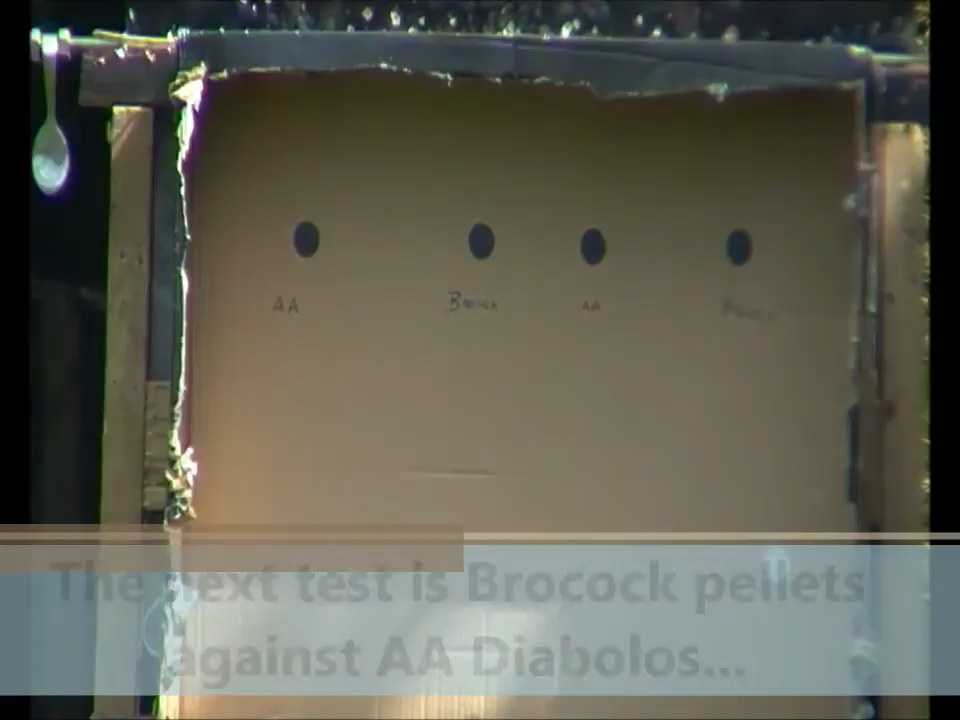 AA Brocock AA
The next test is Brocock pellets
against AA Diabolos...